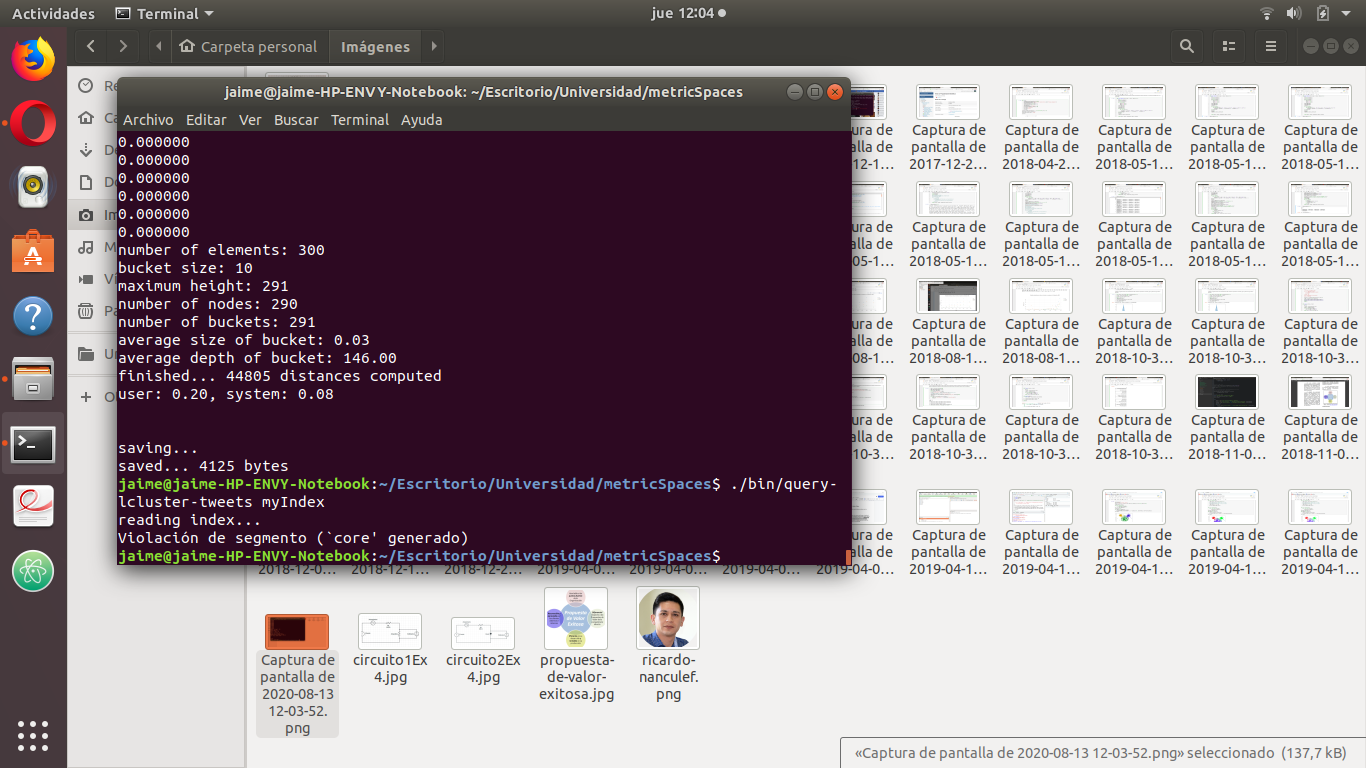 Actividades
Terminal
jue 12:04
Carpeta personal
Imágenes
jaime@jaime-HP-ENVY-Notebook: ~/Escritorio/Universidad/metricSpaces
Archivo Editar Ver Buscar Terminal Ayuda
0.000000
0.000000
0.000000
0.000000
0.000000
0.000000
number of elements: 300
bucket size: 10
maximum height: 291
number of nodes: 290
number of buckets: 291
average size of bucket: 0.03
average depth of bucket: 146.00
finished... 44805 distances computed
user: 0.20, system: 0.08
saving...
saved... 4125 bytes
jaime@jaime-HP-ENVY-Notebook:~/Escritorio/Universidad/metricSpaces$ ./bin/query-
lcluster-tweets myIndex
reading index...
Violación de segmento (`core' generado)
jaime@jaime-HP-ENVY-Notebook:~/Escritorio/Universidad/metricSpaces$
Captura de Captura de Captura de Captura de Captura de
pantalla de pantalla de pantalla de pantalla de pantalla de
2017-12-2... 2018-04-2... 2018-05-1... 2018-05-1... 2018-05-1...
Captura de Captura de Captura de Captura de Captura de
pantalla de pantalla de pantalla de pantalla de pantalla de
2018-05-1... 2018-05-1... 2018-05-1... 2018-05-1... 2018-05-1...
Captura de Captura de Captura de Captura de Captura de
pantalla de pantalla de pantalla de pantalla de pantalla de
2018-08-1... 2018-08-1... 2018-10-3... 2018-10-3... 2018-10-3...
Captura de Captura de Captura de Captura de Captura de
pantalla de pantalla de pantalla de pantalla de pantalla de
2018-10-3... 2018-10-3... 2018-10-3... 2018-11-0... 2018-11-0...
Captura de Captura de Captura de Captura de Captura de
pantalla de pantalla de pantalla de pantalla de pantalla de
2018-12-0... 2018-12-1... 2018-12-2... 2019-04-0... 2019-04-0... 2019-04-0... 2019-04-0... 2019-04-1... 2019-04-1... 2019-04-1... 2019-04-1... 2019-04-1...
Captura de
pantalla de
2020-08-13
12-03-52.
png
circuito1Ex
4.jpg
circuito2Ex
4.jpg
propuesta-
de-valor-
exitosa.jpg
ricardo-
nanculef.
png
«Captura de pantalla de 2020-08-13 12-03-52.png» seleccionado (137,7 kB)